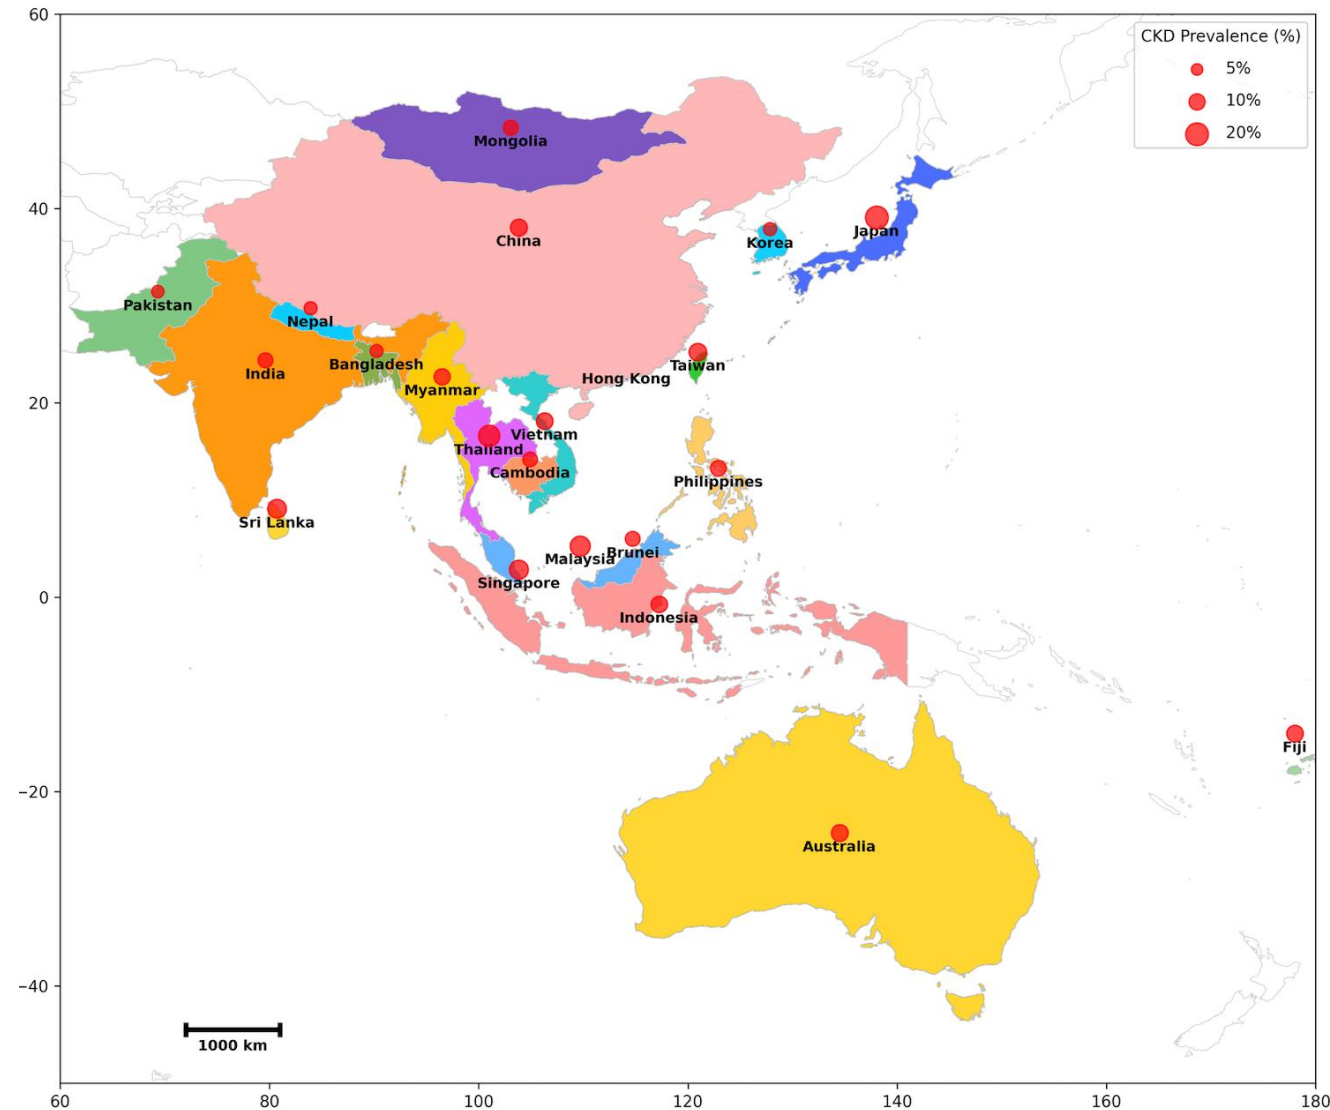 60
CKD Prevalence (%)
5%
10%
20%
Mongolia
40
China
Korea
Japan
Pakistan
Nepal
India
Bangladesh
Taiwan
Myanmar
Hong Kong
20
Vietnam
Thailand
Cambodia
Philippines
Sri Lanka
Malaysia
Brunei
Singapore
0
Indonesia
Fiji
−20
Australia
−40
1000 km
60 80 100 120 140 160 180